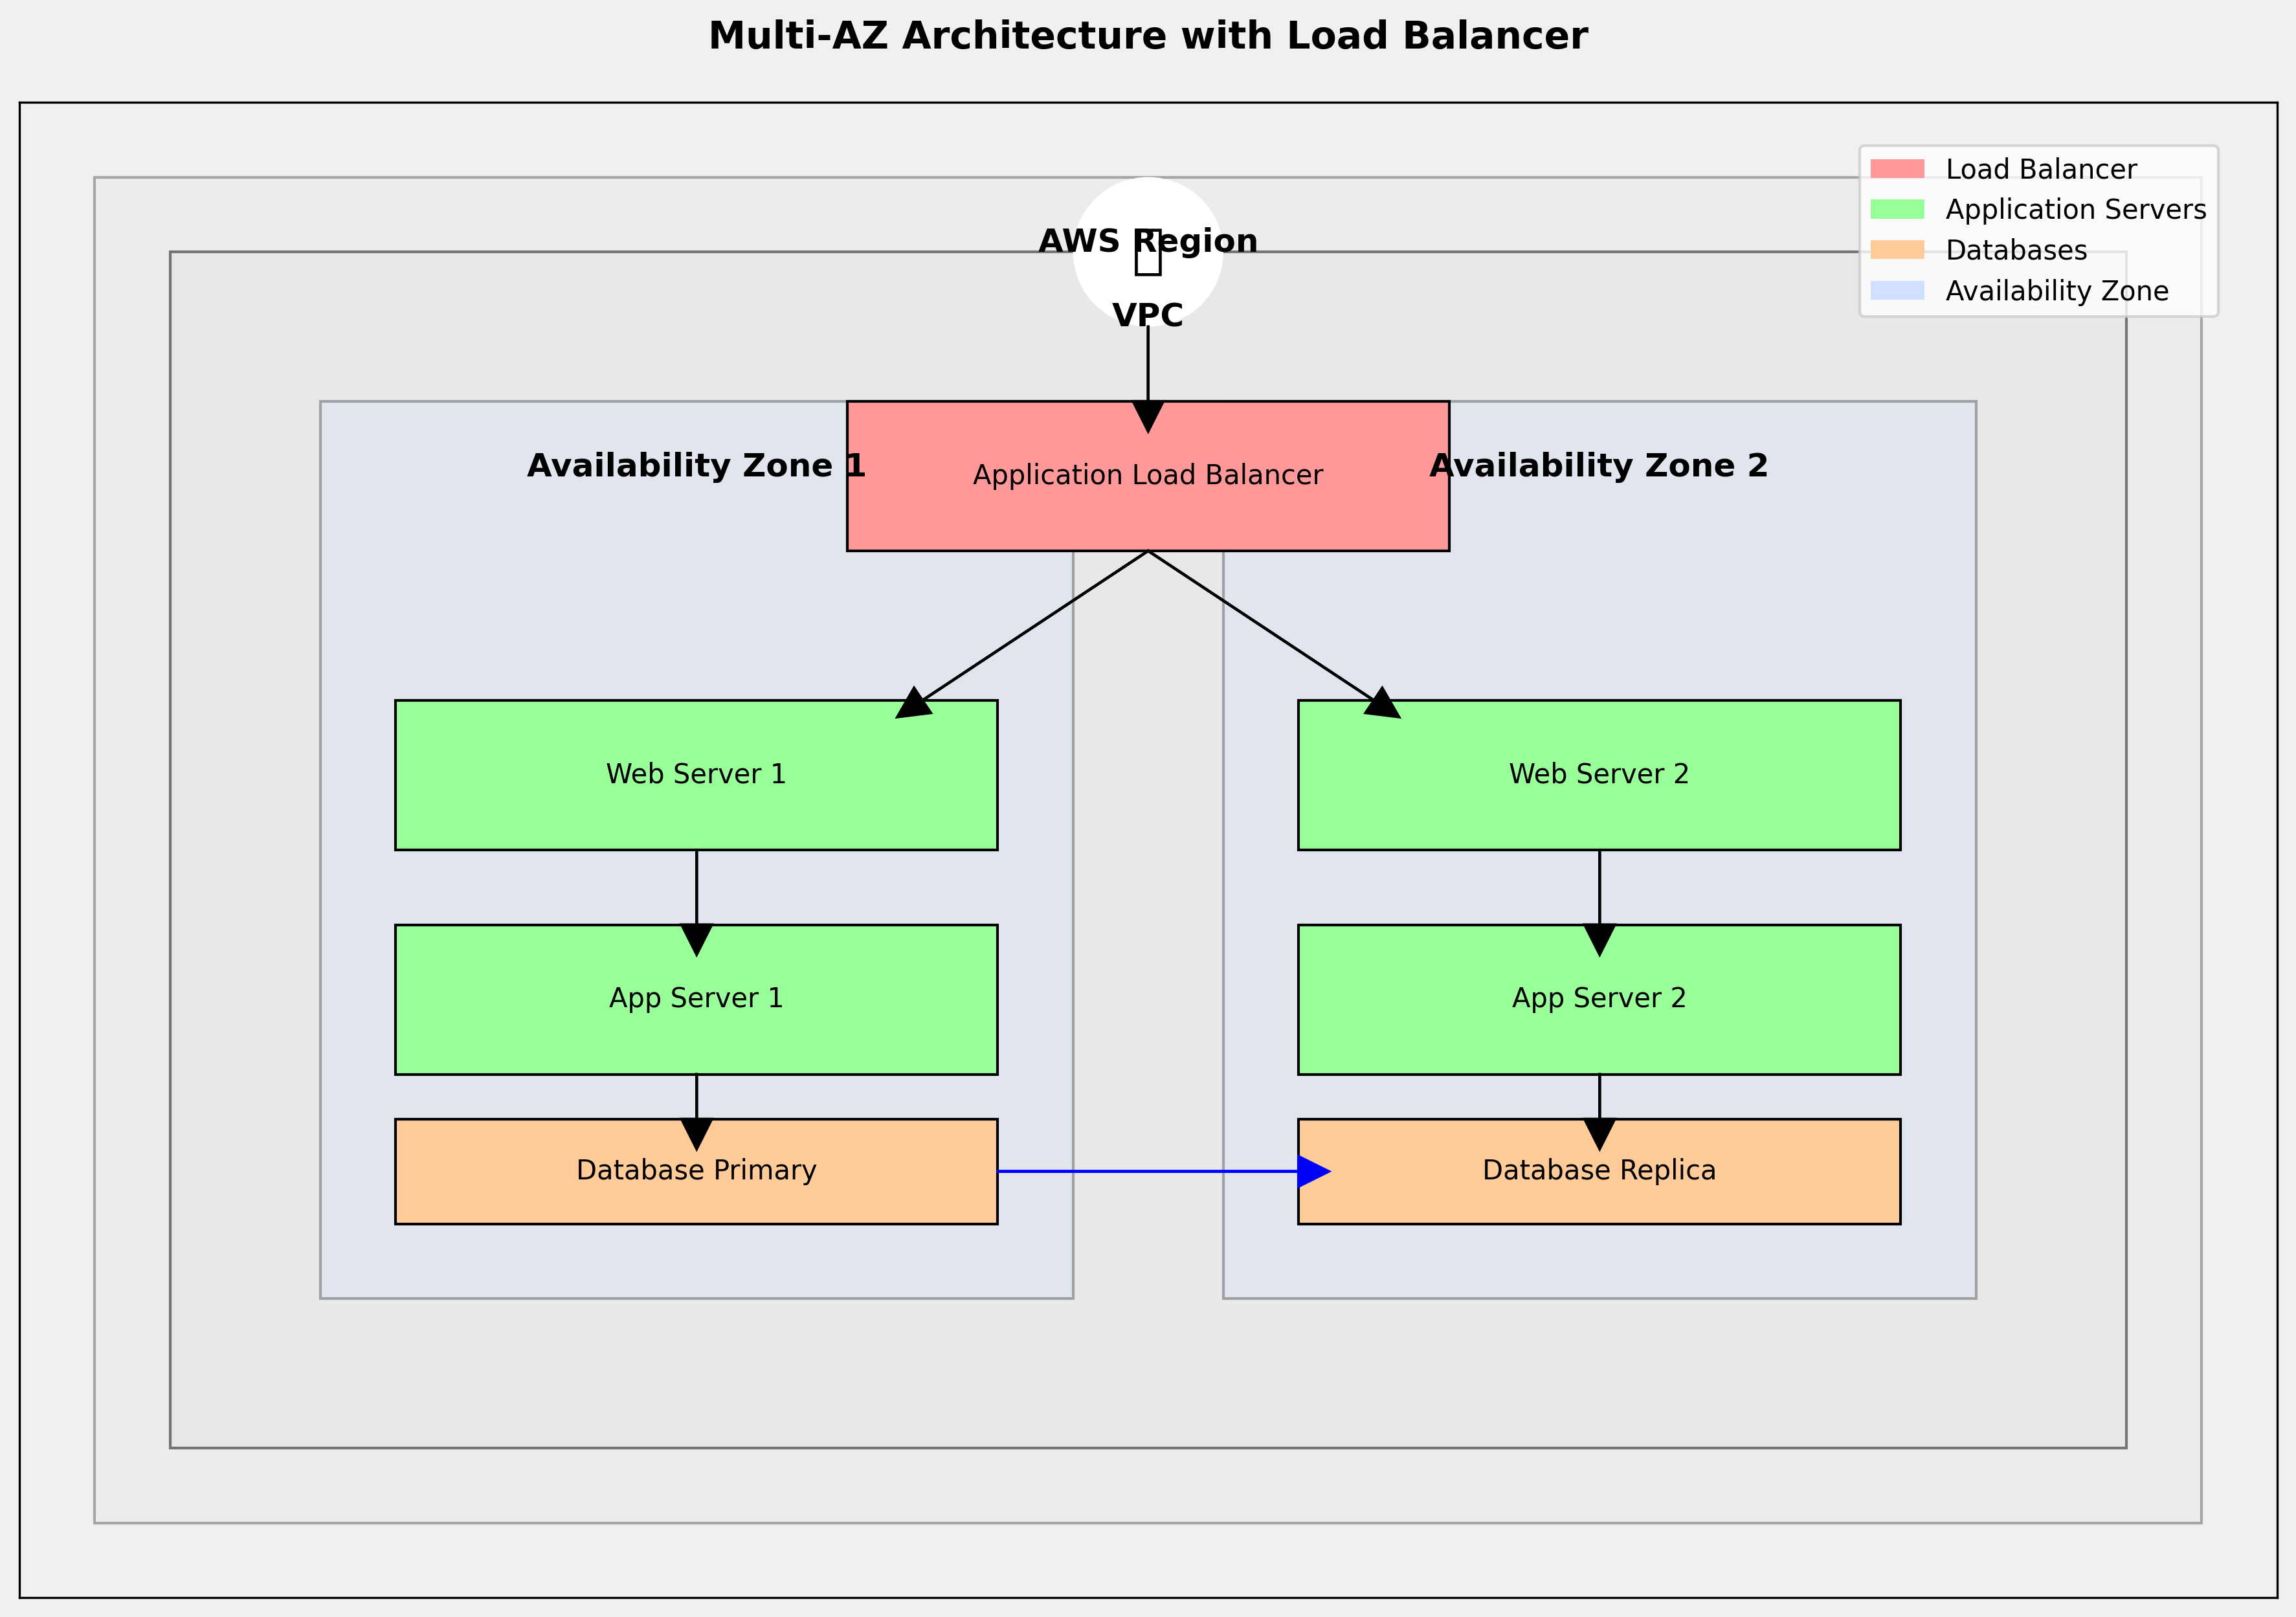 Multi-AZ Architecture with Load Balancer
Load Balancer
Application Servers
Databases
Availability Zone
AWS Region
VPC
Availability Zone 1
Application Load Balancer
Availability Zone 2
Web Server 1
Web Server 2
App Server 1
App Server 2
Database Primary
Database Replica